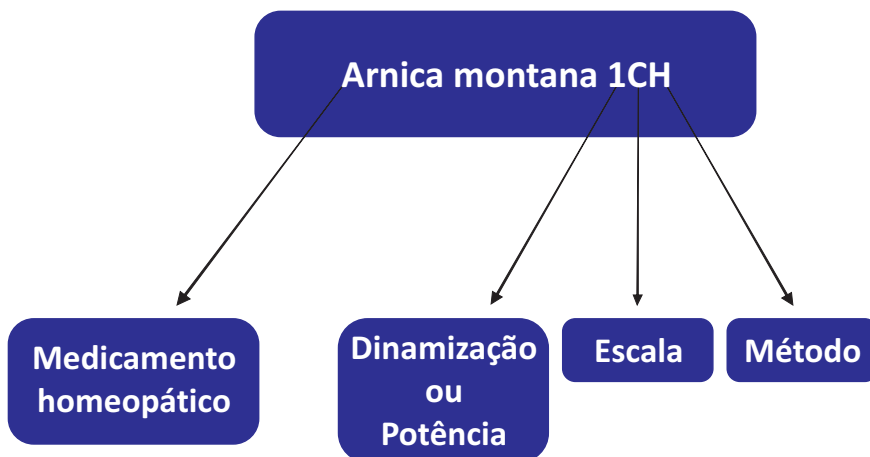 Arnica montana 1CH
Medicamento
homeopático
Dinamização
ou
Potência
Escala
Método